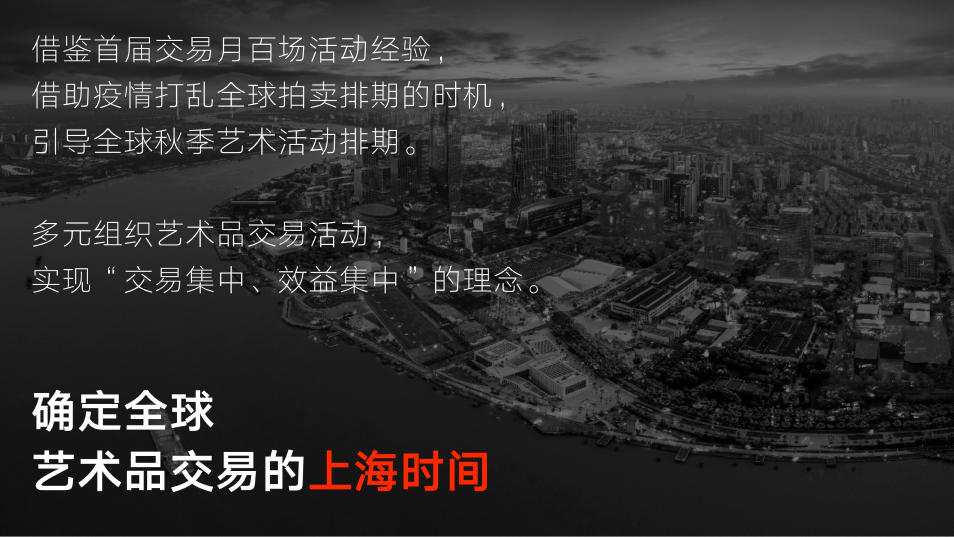 借鉴首届交易月百场活动经验，
借助疫情打乱全球拍卖排期的时机，
引导全球秋季艺术活动排期。
多元组织艺术品交易活动，
实现“交易集中、效益集中”的理念。
确定全球
艺术品交易的上海时间